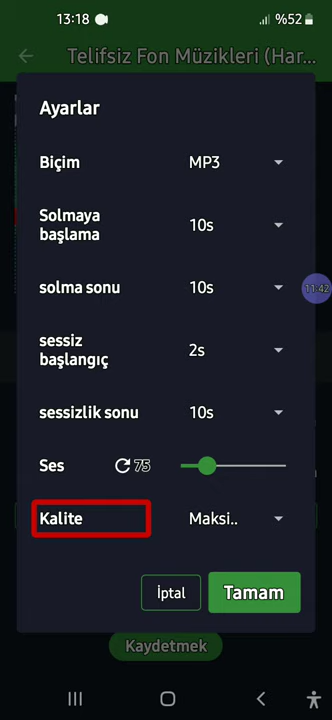 13:18
%52
Telifsiz Fon Müzikleri (Har...
Ayarlar
Biçim
MP3
Solmaya
başlama
10s
solma sonu
10s
11:42
sessiz
başlangıç
2s
sessizlik sonu
10s
Ses
75
Kalite
Maksi..
İptal
Tamam
Kaydetmek